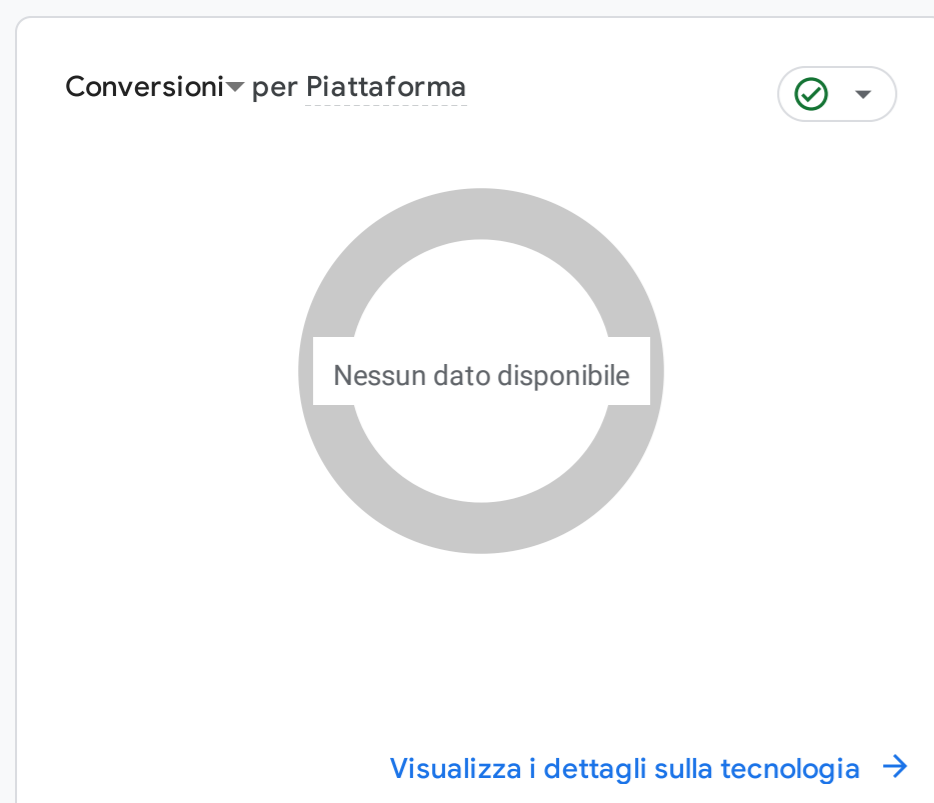 Conversioni per Piattaforma
Nessun dato disponibile
Visualizza i dettagli sulla tecnologia